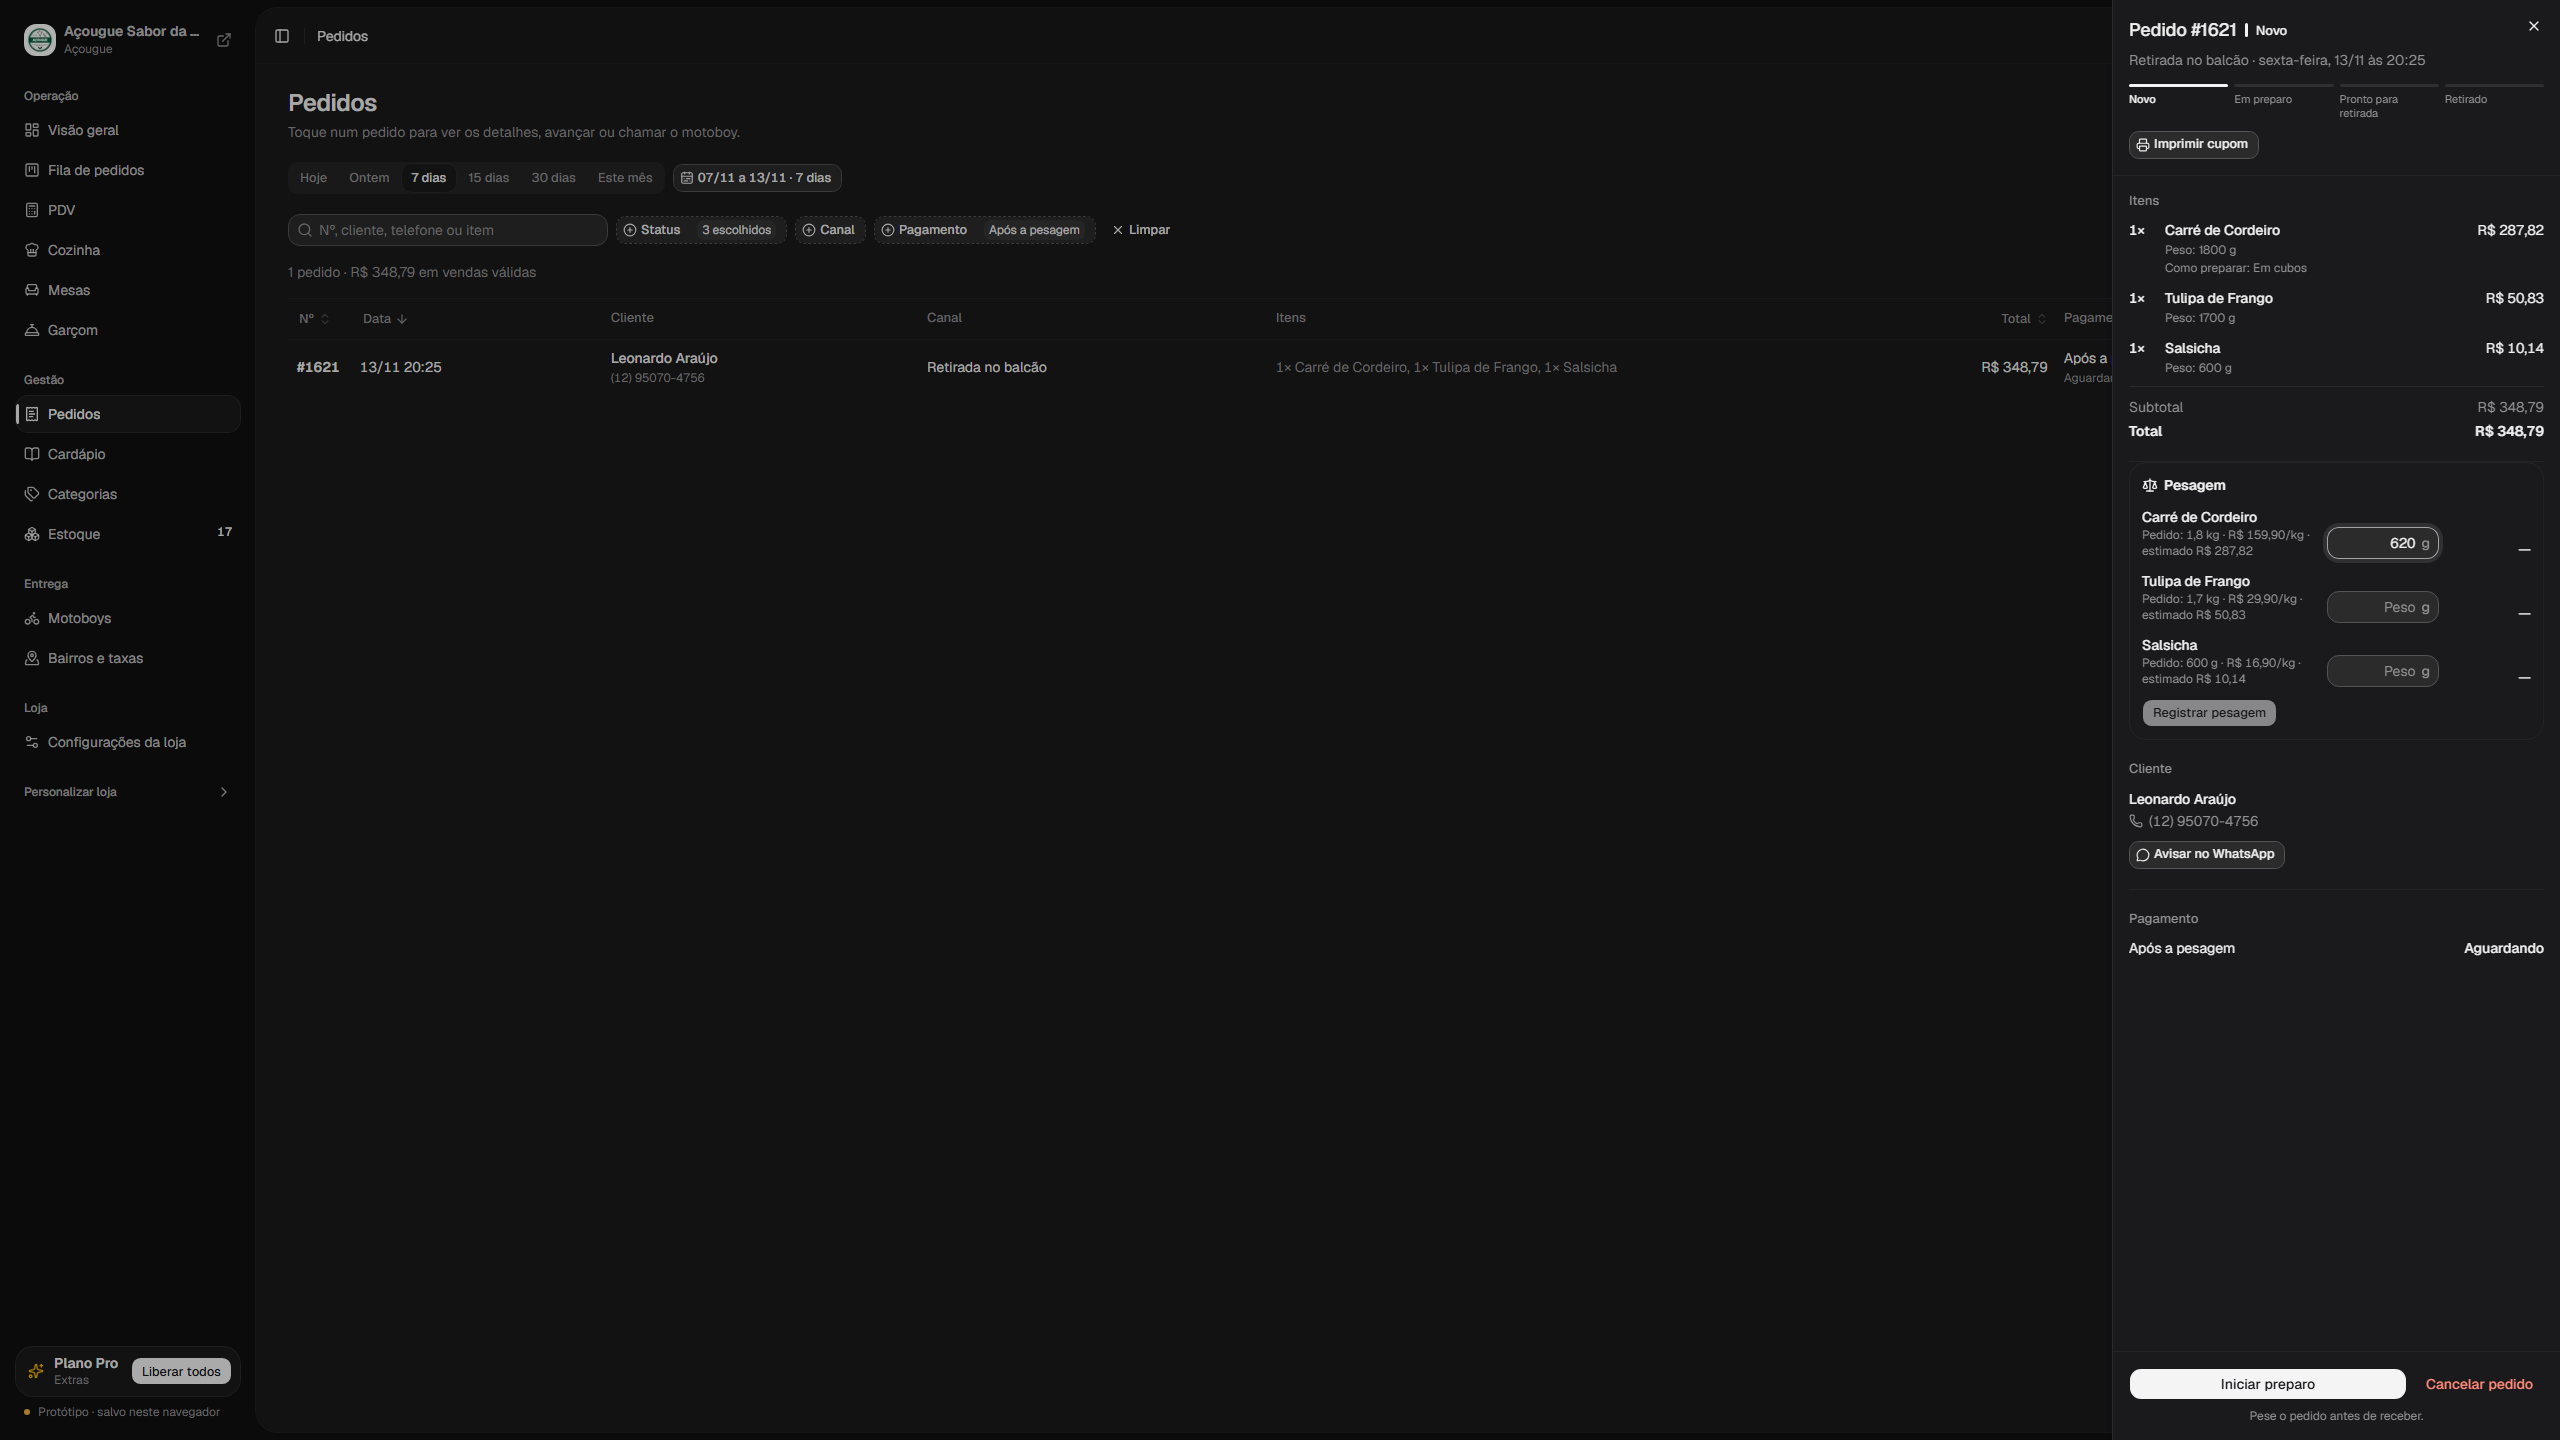 Açougue Sabor da ...
Açougue
Operação
Visão geral
Fila de pedidos
PDV
Cozinha
Mesas
Garçom
Gestão
Pedidos
Cardápio
Categorias
Estoque 17
Entrega
Motoboys
Bairros e taxas
Loja
Configurações da loja
Personalizar loja
Plano Pro
Extras
Liberar todos
Protótipo · salvo neste navegador
Pedidos
Pedidos
Toque num pedido para ver os detalhes, avançar ou chamar o motoboy.
Hoje Ontem 7 dias 15 dias 30 dias Este mês 07/11 a 13/11 · 7 dias
Nº, cliente, telefone ou item Status 3 escolhidos Canal Pagamento Após a pesagem Limpar
1 pedido · R$ 348,79 em vendas válidas
Nº Data Cliente Canal Itens Total Pagame
#1621 13/11 20:25 Leonardo Araújo Retirada no balcão 1× Carré de Cordeiro, 1× Tulipa de Frango, 1× Salsicha R$ 348,79 Após a
(12) 95070-4756 Aguardan
Pedido #1621 Novo
Retirada no balcão · sexta-feira, 13/11 às 20:25
Novo Em preparo Pronto para retirada Retirado
Imprimir cupom
Itens
1× Carré de Cordeiro R$ 287,82
Peso: 1800 g
Como preparar: Em cubos
1× Tulipa de Frango R$ 50,83
Peso: 1700 g
1× Salsicha R$ 10,14
Peso: 600 g
Subtotal R$ 348,79
Total R$ 348,79
Pesagem
Carré de Cordeiro
Pedido: 1,8 kg · R$ 159,90/kg ·
estimado R$ 287,82
620 g —
Tulipa de Frango
Pedido: 1,7 kg · R$ 29,90/kg ·
estimado R$ 50,83
Peso g —
Salsicha
Pedido: 600 g · R$ 16,90/kg ·
estimado R$ 10,14
Peso g —
Registrar pesagem
Cliente
Leonardo Araújo
(12) 95070-4756
Avisar no WhatsApp
Pagamento
Após a pesagem Aguardando
Iniciar preparo Cancelar pedido
Pese o pedido antes de receber.